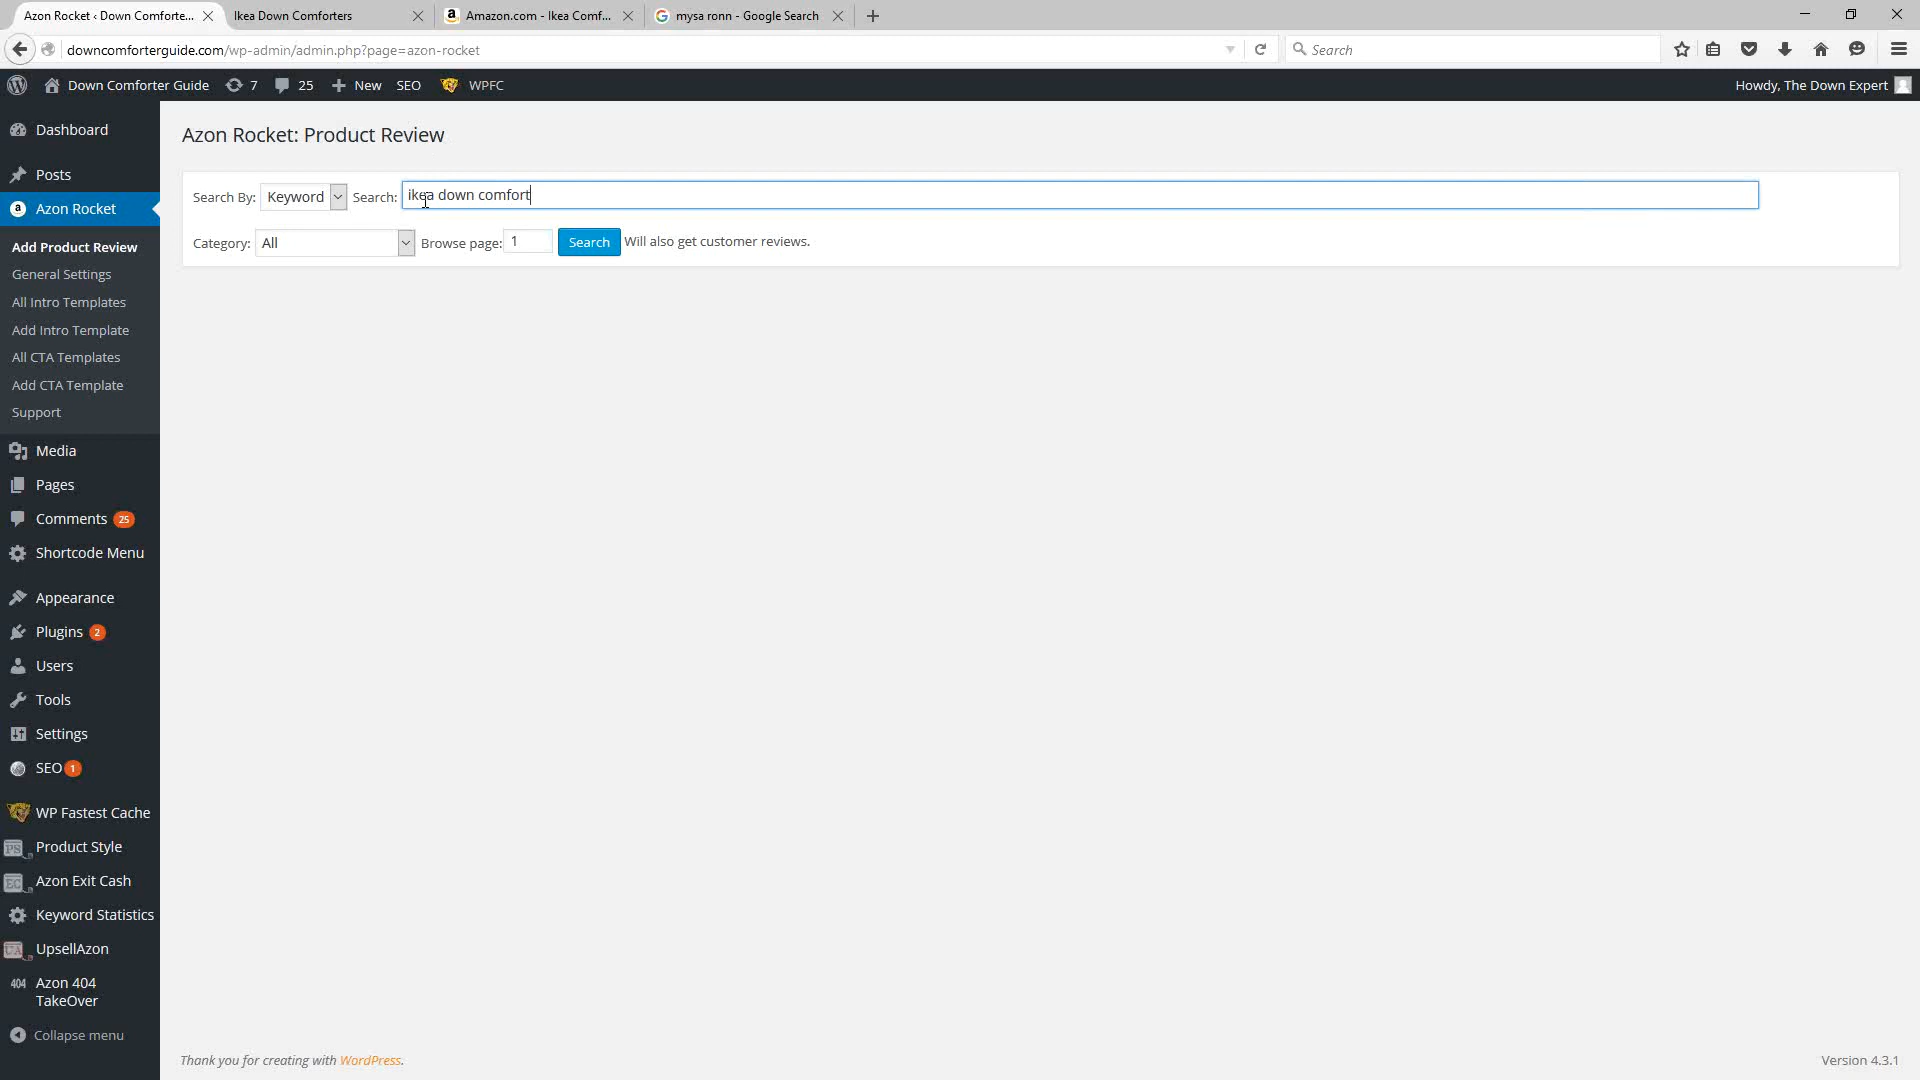 Azon Rocket ‹ Down Comforte...
Ikea Down Comforters
Amazon.com - Ikea Comf...
mysa ronn - Google Search
downcomforterguide.com/wp-admin/admin.php?page=azon-rocket
Search
Down Comforter Guide
7
25
New
SEO
WPFC
Howdy, The Down Expert
Dashboard
Posts
Azon Rocket
Add Product Review
General Settings
All Intro Templates
Add Intro Template
All CTA Templates
Add CTA Template
Support
Media
Pages
Comments 25
Shortcode Menu
Appearance
Plugins 2
Users
Tools
Settings
SEO 1
WP Fastest Cache
Product Style
Azon Exit Cash
Keyword Statistics
UpsellAzon
404 Azon 404
TakeOver
Collapse menu
Azon Rocket: Product Review
Search By: Keyword Search: ikea down comfort
Category: All Browse page: 1 Search Will also get customer reviews.
Thank you for creating with WordPress.
Version 4.3.1